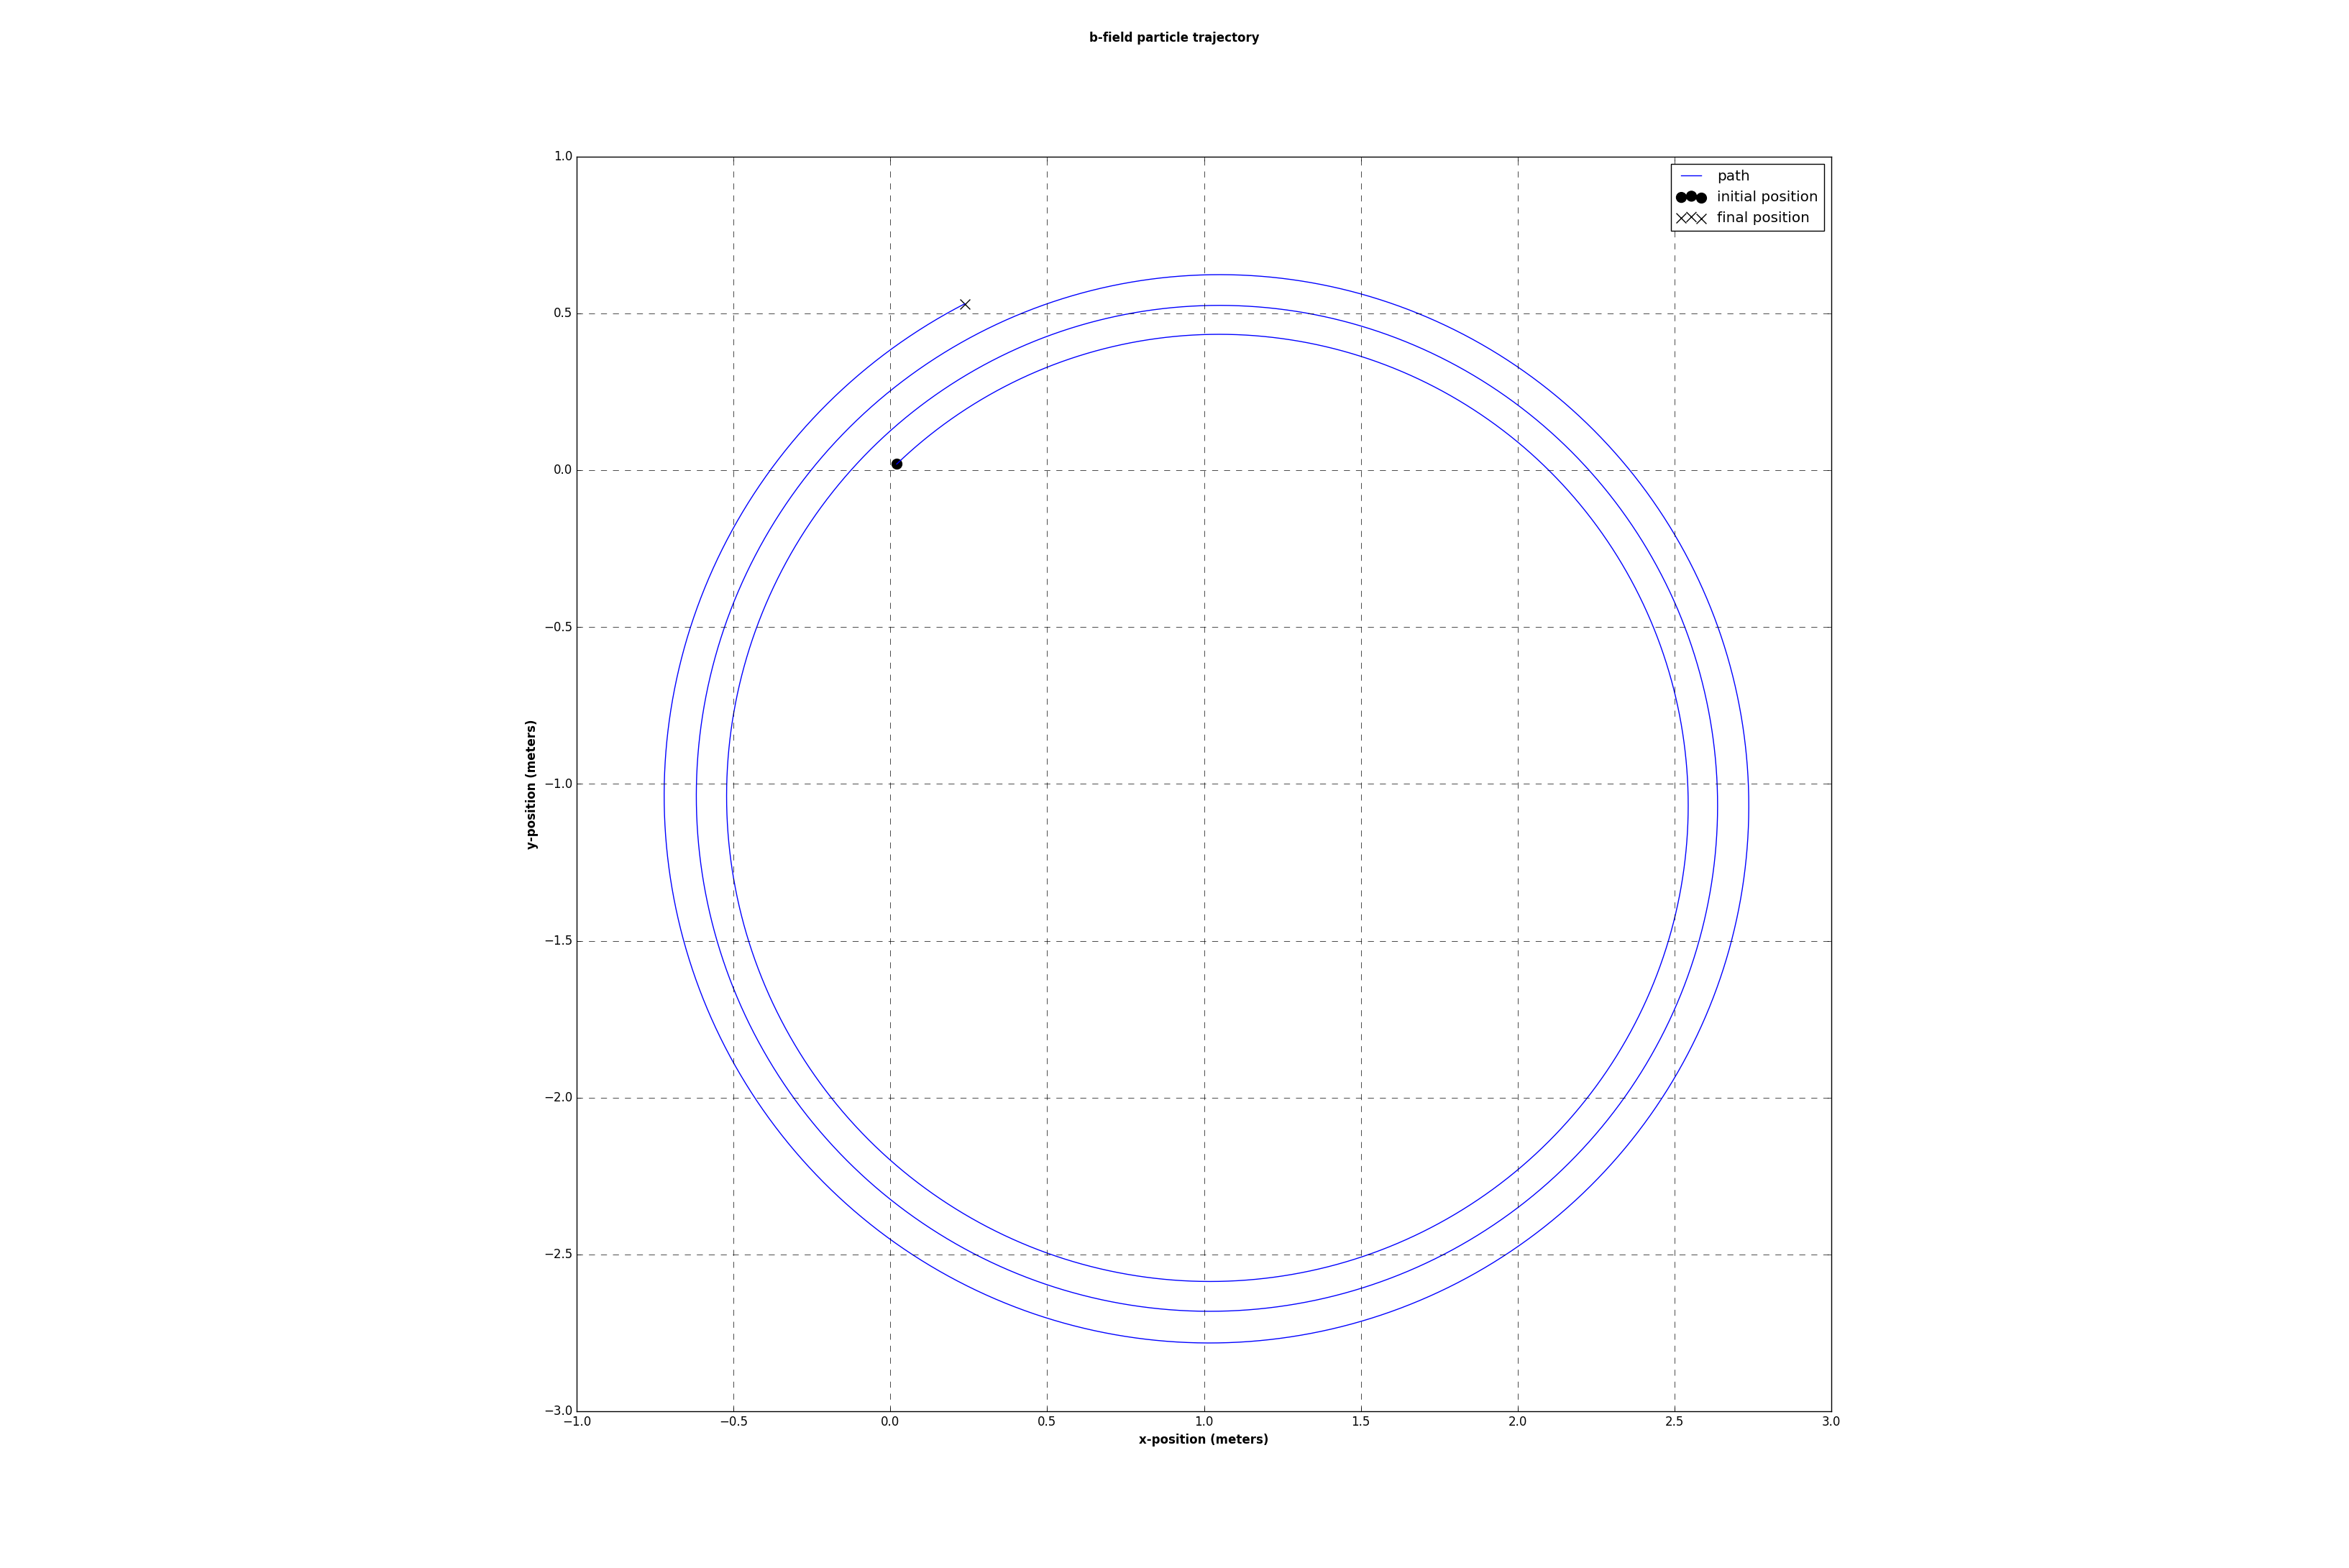 b-field particle trajectory
path
initial position
final position
1.0
0.5
0.0
−0.5
−1.0
−1.5
−2.0
−2.5
−3.0
y-position (meters)
−1.0 −0.5 0.0 0.5 1.0 1.5 2.0 2.5 3.0
x-position (meters)